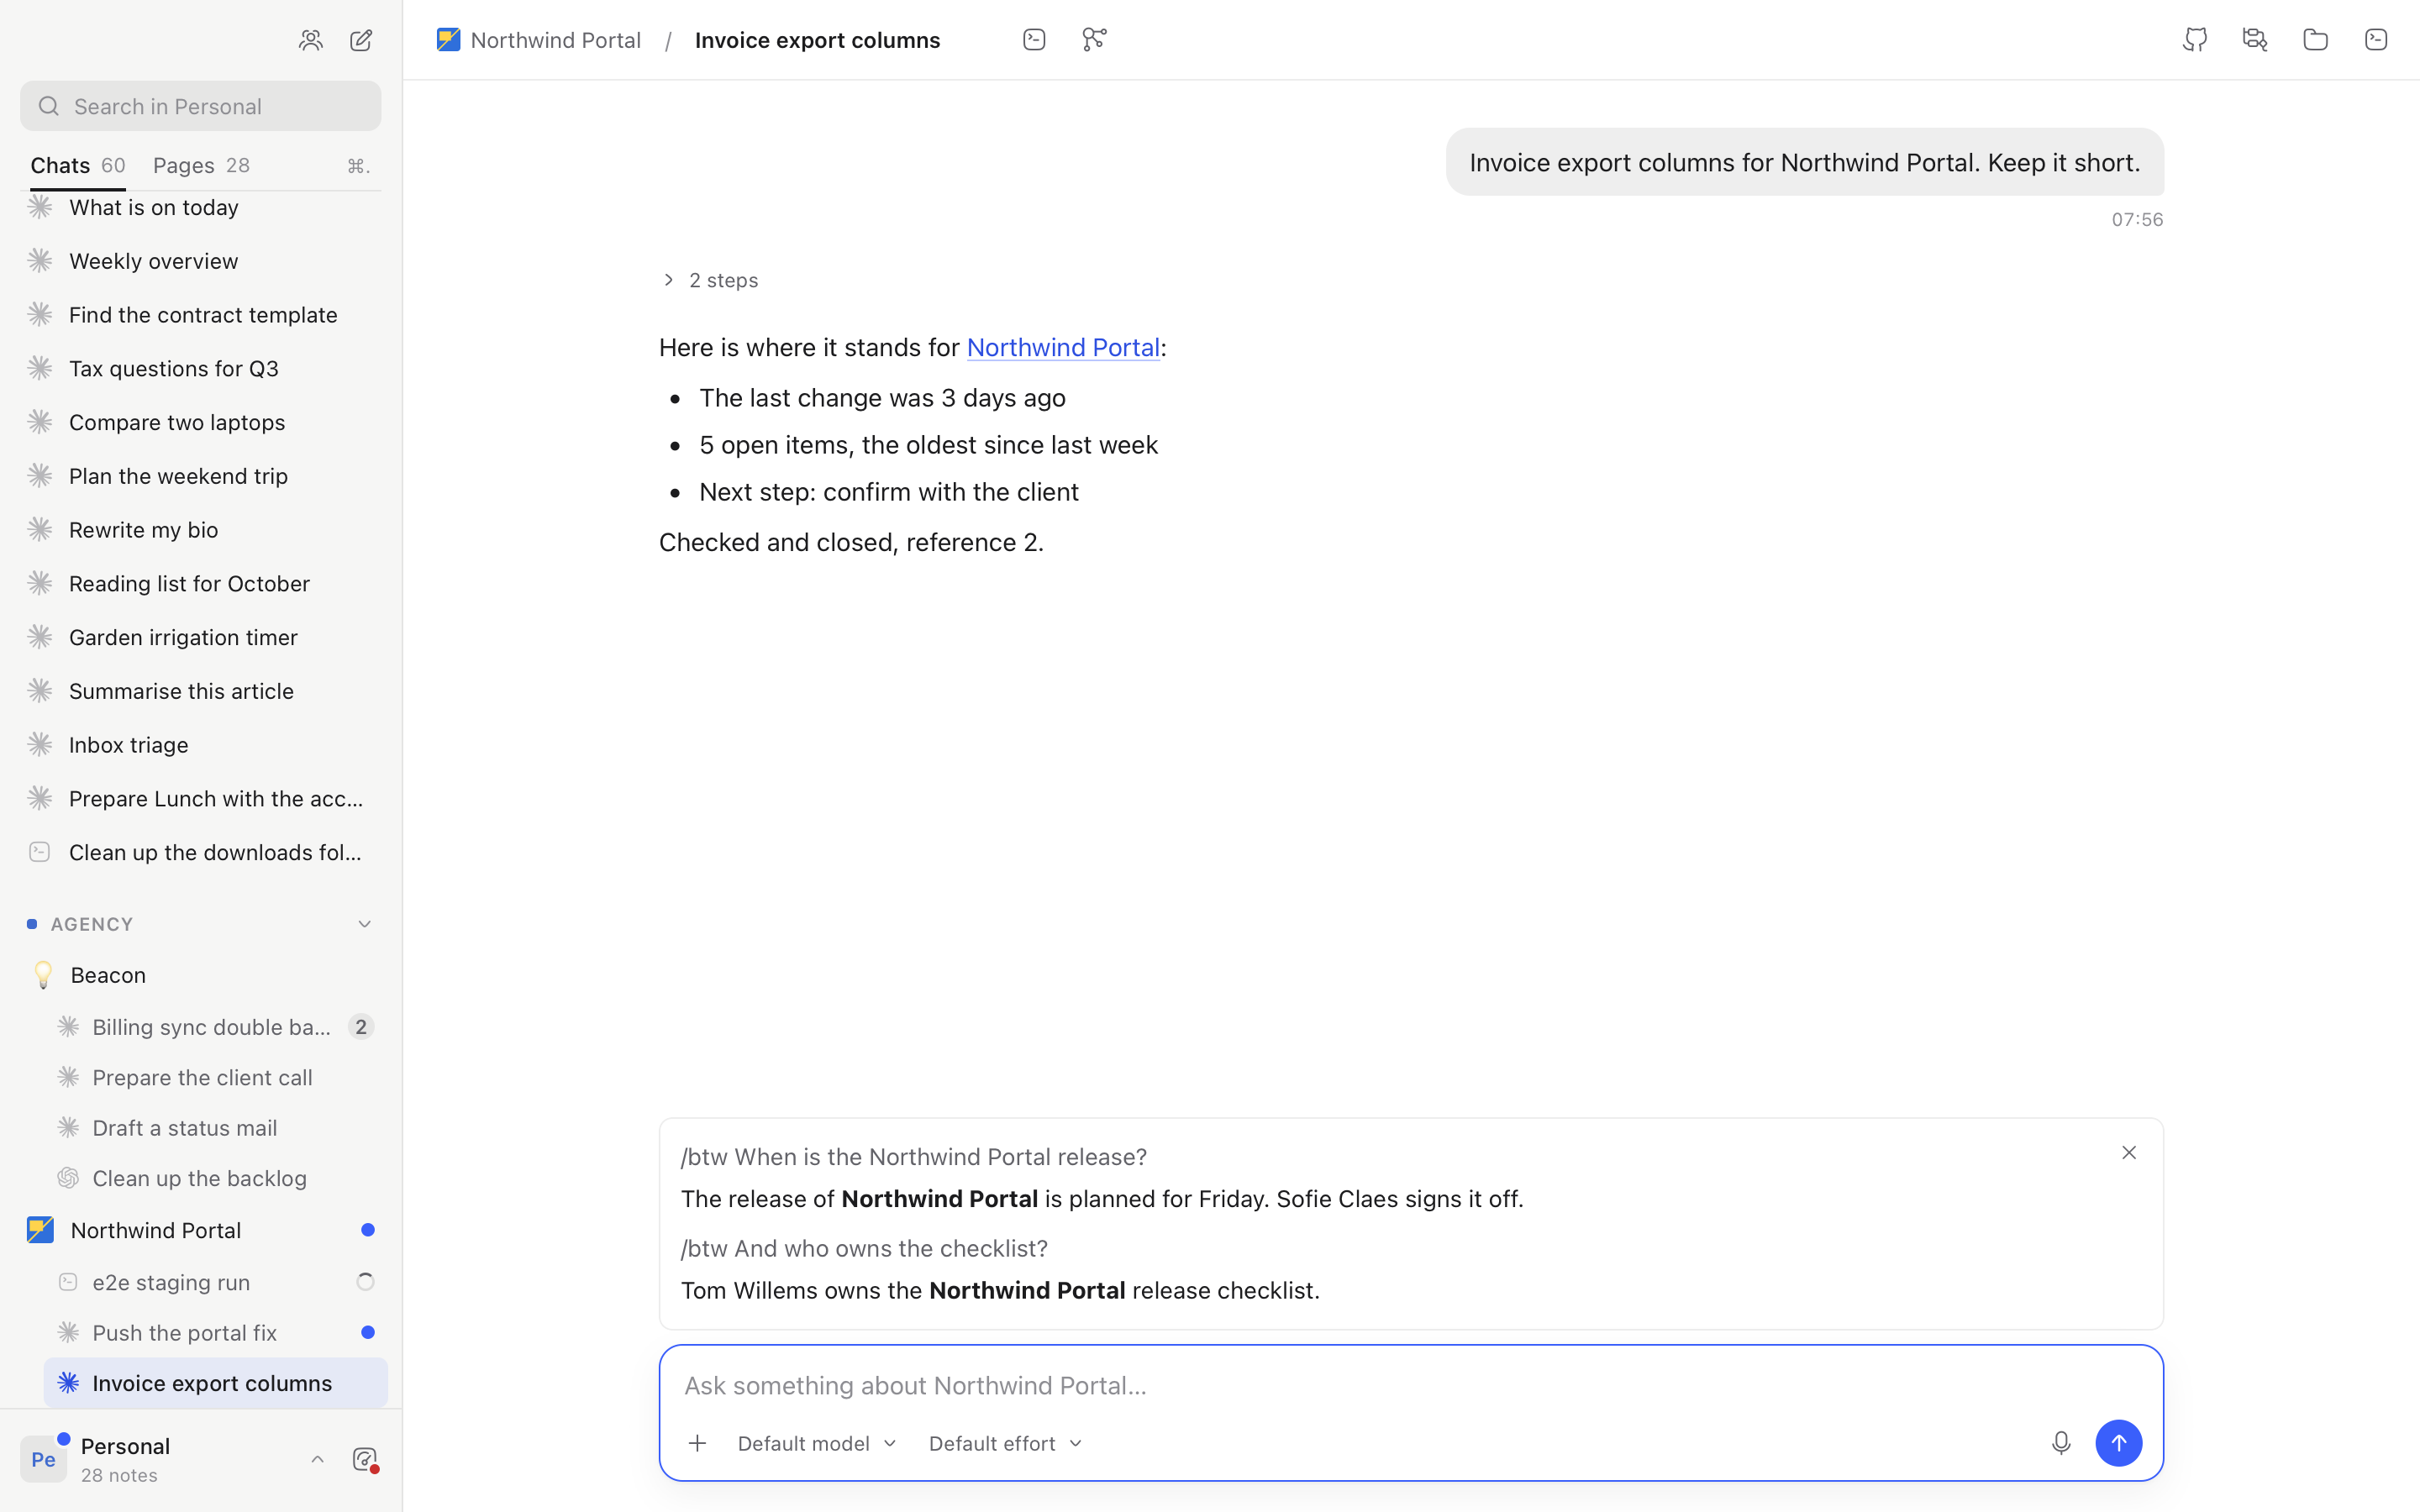 Search in Personal
Chats 60 Pages 28 ⌘.
What is on today
Weekly overview
Find the contract template
Tax questions for Q3
Compare two laptops
Plan the weekend trip
Rewrite my bio
Reading list for October
Garden irrigation timer
Summarise this article
Inbox triage
Prepare Lunch with the acc...
Clean up the downloads fol...
AGENCY
Beacon
Billing sync double ba... 2
Prepare the client call
Draft a status mail
Clean up the backlog
Northwind Portal
e2e staging run
Push the portal fix
Invoice export columns
Pe
Personal
28 notes
Northwind Portal / Invoice export columns
Invoice export columns for Northwind Portal. Keep it short.
07:56
2 steps
Here is where it stands for Northwind Portal:
• The last change was 3 days ago
• 5 open items, the oldest since last week
• Next step: confirm with the client
Checked and closed, reference 2.
/btw When is the Northwind Portal release?
The release of Northwind Portal is planned for Friday. Sofie Claes signs it off.
/btw And who owns the checklist?
Tom Willems owns the Northwind Portal release checklist.
Ask something about Northwind Portal...
Default model Default effort